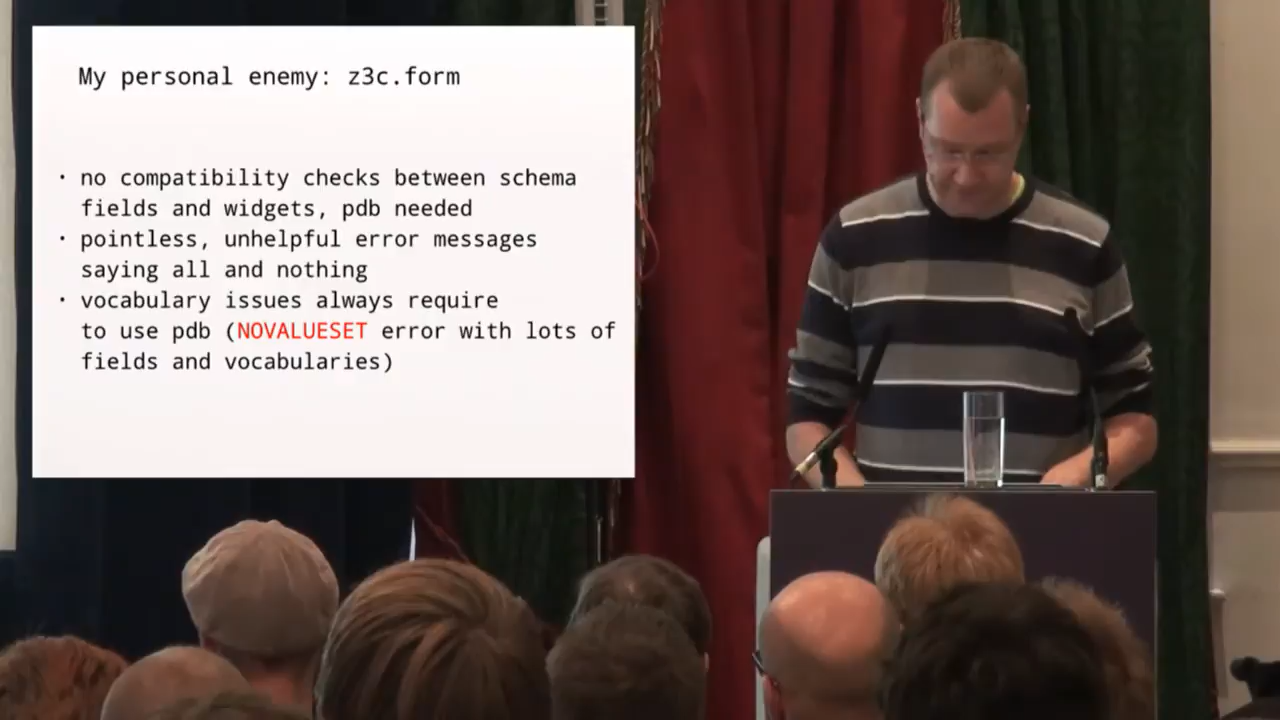 My personal enemy: z3c.form
· no compatibility checks between schema
fields and widgets, pdb needed
· pointless, unhelpful error messages
saying all and nothing
· vocabulary issues always require
to use pdb (NOVALUESET error with lots of
fields and vocabularies)